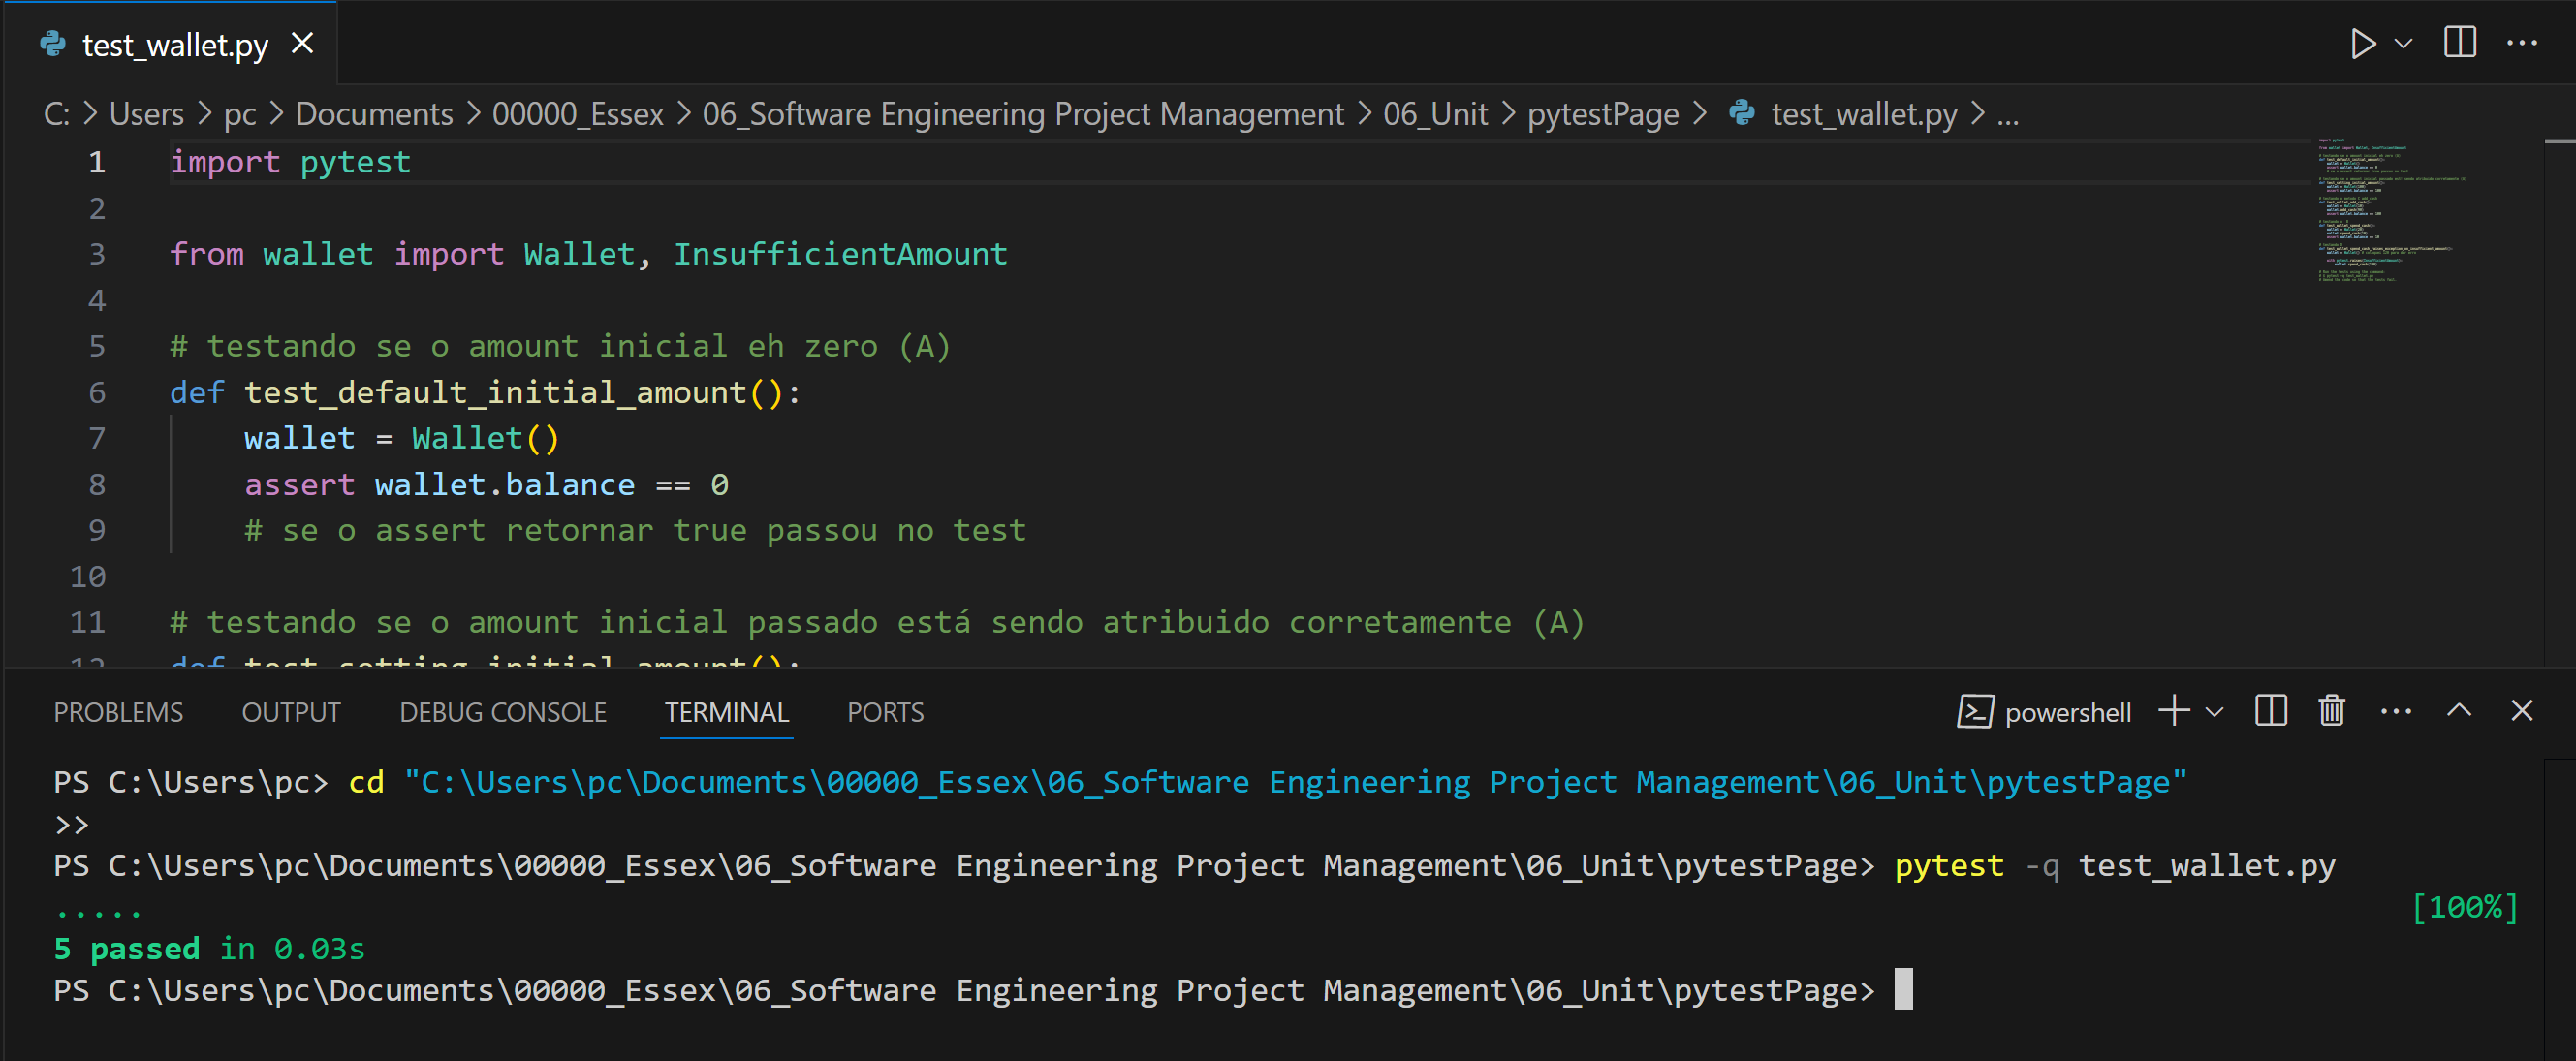 test_wallet.py
C: > Users > pc > Documents > 00000_Essex > 06_Software Engineering Project Management > 06_Unit > pytestPage > test_wallet.py > ...
1 import pytest
2
3 from wallet import Wallet, InsufficientAmount
4
5 # testando se o amount inicial eh zero (A)
6 def test_default_initial_amount():
7     wallet = Wallet()
8     assert wallet.balance == 0
9     # se o assert retornar true passou no test
10
11 # testando se o amount inicial passado está sendo atribuido corretamente (A)
12 def test_setting_initial_amount():
PROBLEMS OUTPUT DEBUG CONSOLE TERMINAL PORTS powershell
PS C:\Users\pc> cd "C:\Users\pc\Documents\00000_Essex\06_Software Engineering Project Management\06_Unit\pytestPage"
>>
PS C:\Users\pc\Documents\00000_Essex\06_Software Engineering Project Management\06_Unit\pytestPage> pytest -q test_wallet.py
..... [100%]
5 passed in 0.03s
PS C:\Users\pc\Documents\00000_Essex\06_Software Engineering Project Management\06_Unit\pytestPage>